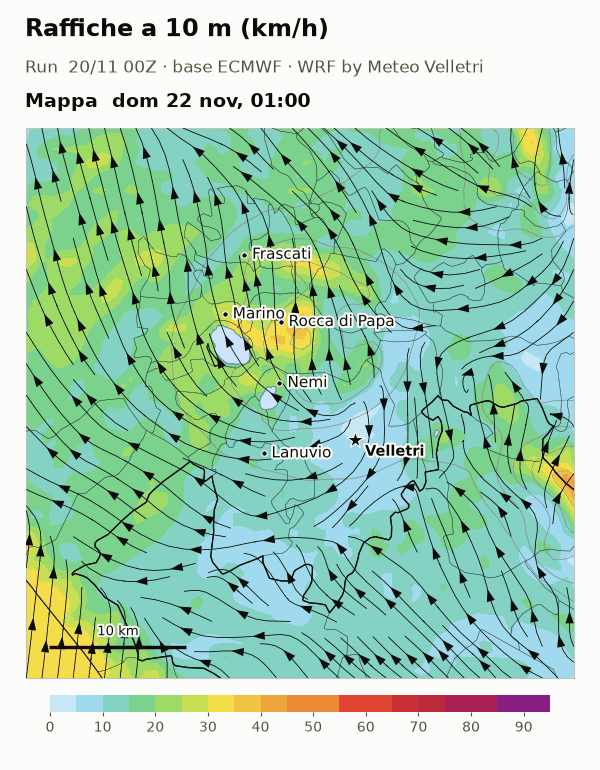 Raffiche a 10 m (km/h)
Run  20/11 00Z · base ECMWF · WRF by Meteo Velletri
Mappa  dom 22 nov, 01:00
Frascati
Marino
Rocca di Papa
Nemi
Lanuvio
Velletri
10 km
0 10 20 30 40 50 60 70 80 90